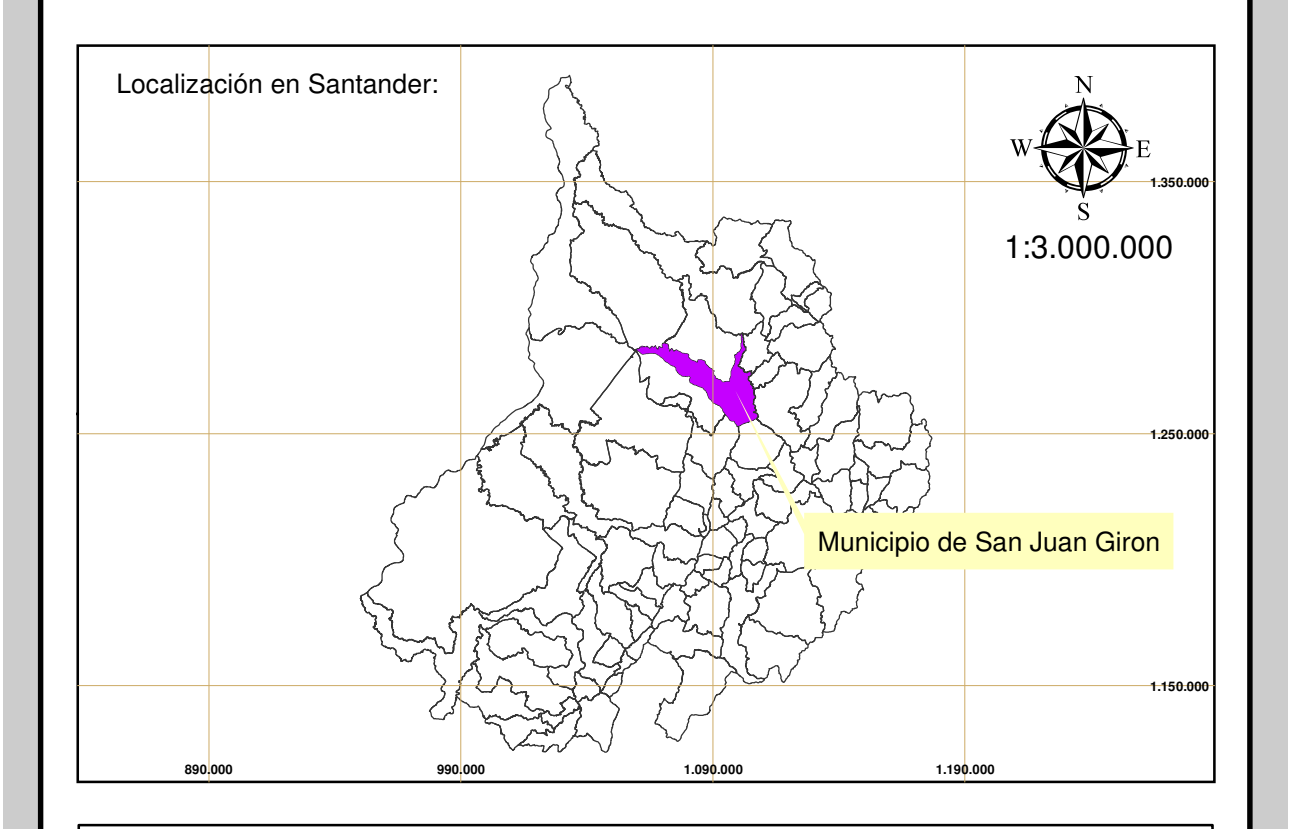 Localización en Santander:
N
W
E
S
1:3.000.000
1.350.000
1.250.000
Municipio de San Juan Giron
1.150.000
890.000
990.000
1.090.000
1.190.000